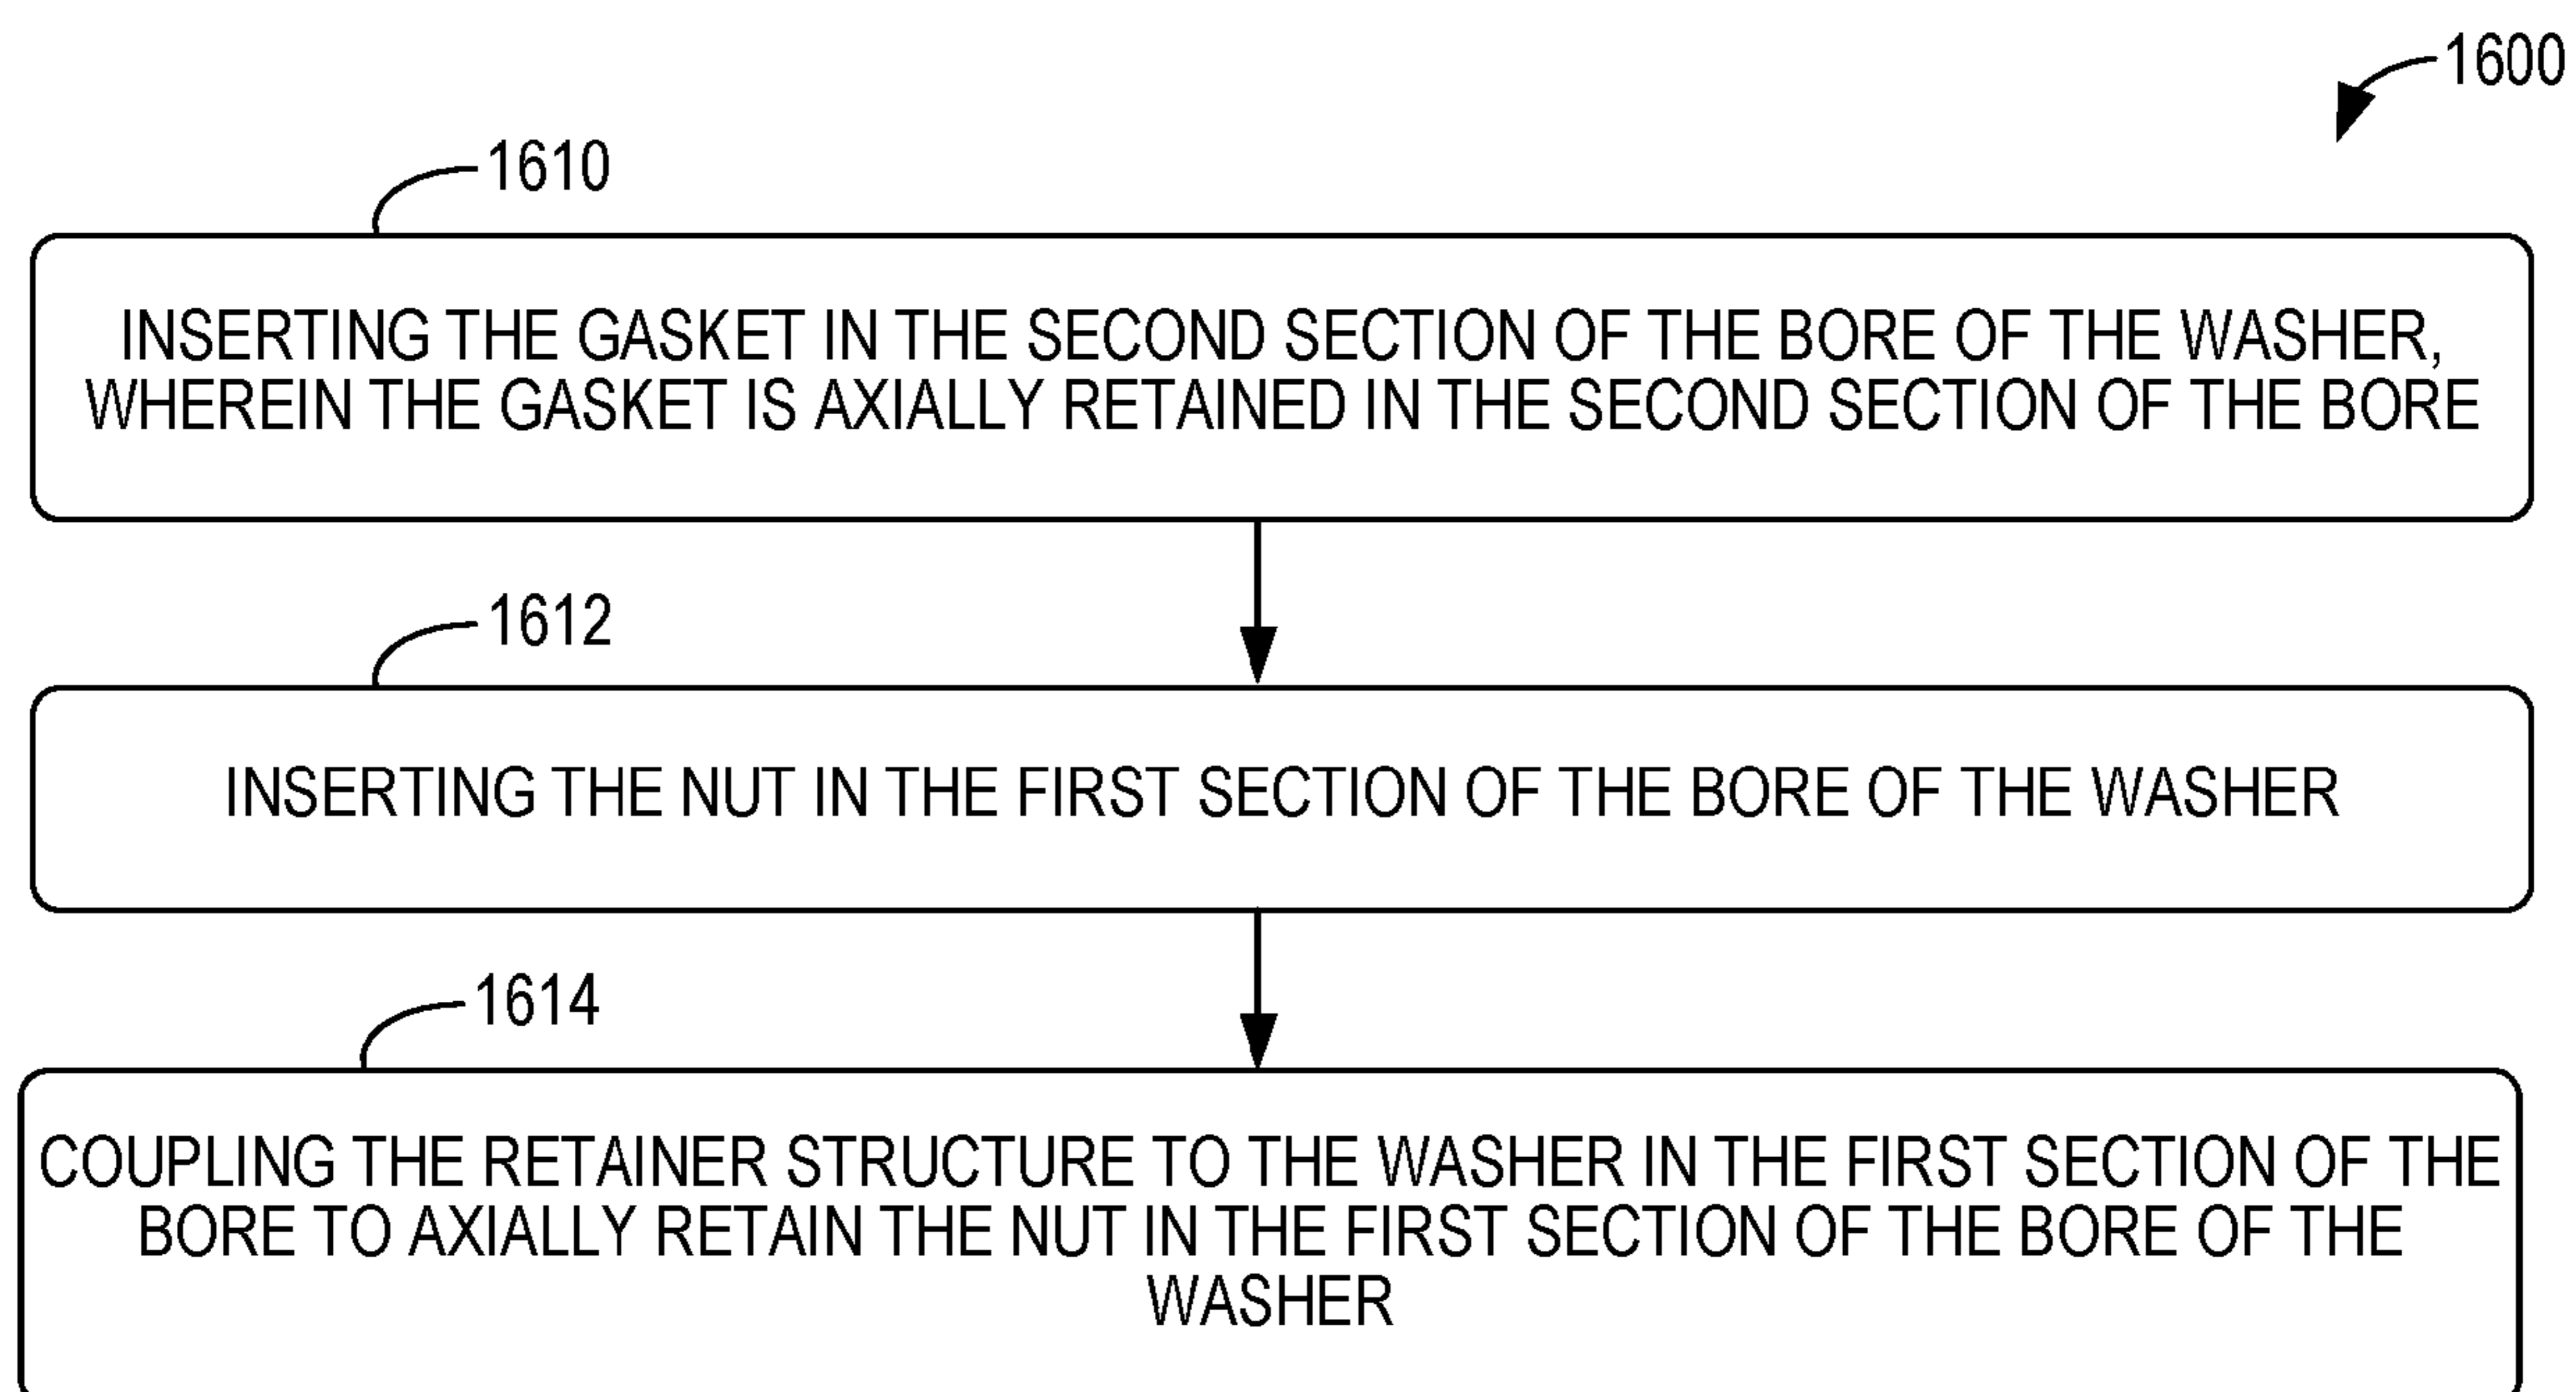 1600
1610
INSERTING THE GASKET IN THE SECOND SECTION OF THE BORE OF THE WASHER,
WHEREIN THE GASKET IS AXIALLY RETAINED IN THE SECOND SECTION OF THE BORE
1612
INSERTING THE NUT IN THE FIRST SECTION OF THE BORE OF THE WASHER
1614
COUPLING THE RETAINER STRUCTURE TO THE WASHER IN THE FIRST SECTION OF THE
BORE TO AXIALLY RETAIN THE NUT IN THE FIRST SECTION OF THE BORE OF THE
WASHER